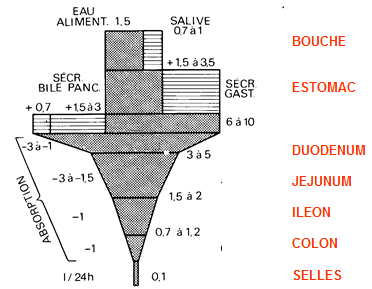 EAU
ALIMENT. 1,5
SALIVE
0,7 à 1
BOUCHE
+ 1,5 à 3,5
SÉCR.
BILE PANC.
SÉCR.
GAST.
ESTOMAC
+ 0,7
+1,5 à 3
6 à 10
-3 à -1
3 à 5
DUODENUM
-3 à -1,5
JEJUNUM
1,5 à 2
ILEON
-1
ABSORPTION
0,7 à 1,2
COLON
-1
l / 24h
0,1
SELLES